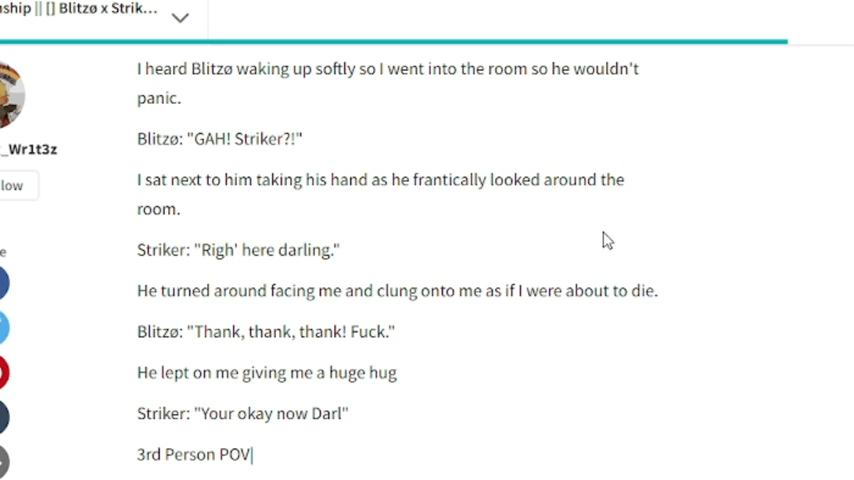 ship || [] Blitzø x Strik...
I heard Blitzø waking up softly so I went into the room so he wouldn't
panic.
_Wr1t3z
Blitzø: "GAH! Striker?!"
I sat next to him taking his hand as he frantically looked around the
room.
Striker: "Righ' here darling."
He turned around facing me and clung onto me as if I were about to die.
Blitzø: "Thank, thank, thank! Fuck."
He lept on me giving me a huge hug
Striker: "Your okay now Darl"
3rd Person POV